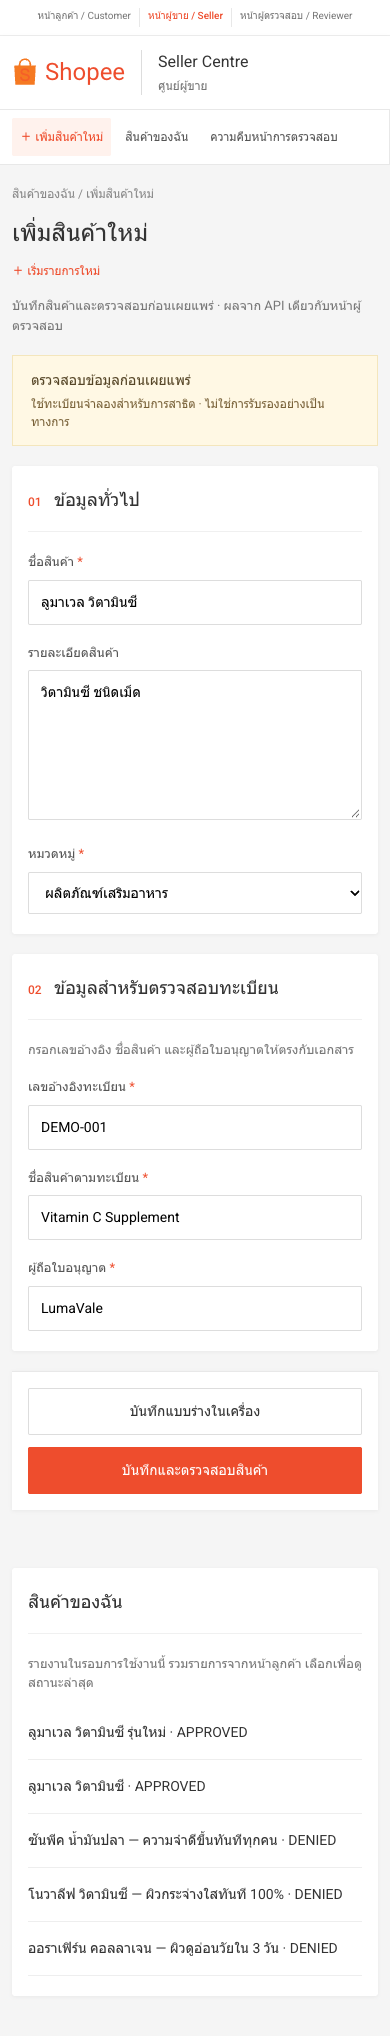 หน้าลูกค้า / Customer
หน้าผู้ขาย / Seller
หน้าผู้ตรวจสอบ / Reviewer
Shopee
Seller Centre
ศูนย์ผู้ขาย
+ เพิ่มสินค้าใหม่
สินค้าของฉัน
ความคืบหน้าการตรวจสอบ
สินค้าของฉัน / เพิ่มสินค้าใหม่
เพิ่มสินค้าใหม่
+ เริ่มรายการใหม่
บันทึกสินค้าและตรวจสอบก่อนเผยแพร่ · ผลจาก API เดียวกับหน้าผู้
ตรวจสอบ
ตรวจสอบข้อมูลก่อนเผยแพร่
ใช้ทะเบียนจำลองสำหรับการสาธิต · ไม่ใช่การรับรองอย่างเป็น
ทางการ
01 ข้อมูลทั่วไป
ชื่อสินค้า *
ลูมาเวล วิตามินซี
รายละเอียดสินค้า
วิตามินซี ชนิดเม็ด
หมวดหมู่ *
ผลิตภัณฑ์เสริมอาหาร
02 ข้อมูลสำหรับตรวจสอบทะเบียน
กรอกเลขอ้างอิง ชื่อสินค้า และผู้ถือใบอนุญาตให้ตรงกับเอกสาร
เลขอ้างอิงทะเบียน *
DEMO-001
ชื่อสินค้าตามทะเบียน *
Vitamin C Supplement
ผู้ถือใบอนุญาต *
LumaVale
บันทึกแบบร่างในเครื่อง
บันทึกและตรวจสอบสินค้า
สินค้าของฉัน
รายงานในรอบการใช้งานนี้ รวมรายการจากหน้าลูกค้า เลือกเพื่อดู
สถานะล่าสุด
ลูมาเวล วิตามินซี รุ่นใหม่ · APPROVED
ลูมาเวล วิตามินซี · APPROVED
ซันพีค น้ำมันปลา — ความจำดีขึ้นทันทีทุกคน · DENIED
โนวาลีฟ วิตามินซี — ผิวกระจ่างใสทันที 100% · DENIED
ออราเฟิร์น คอลลาเจน — ผิวดูอ่อนวัยใน 3 วัน · DENIED